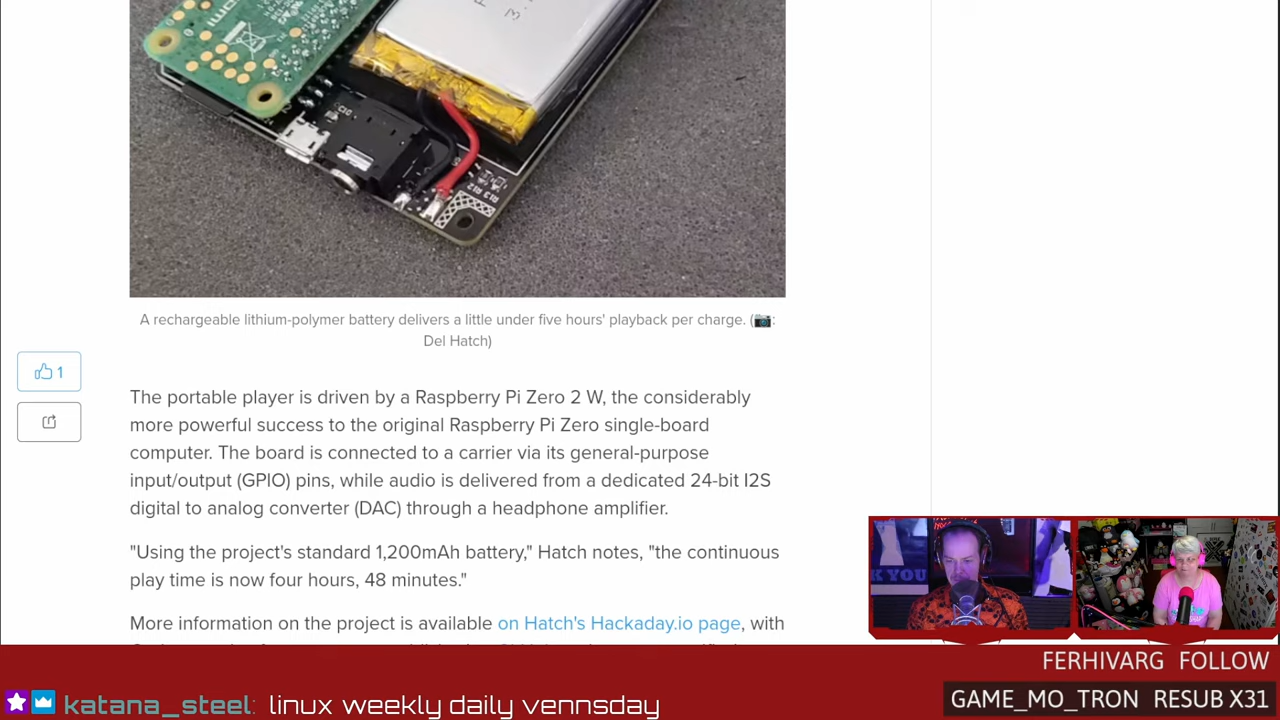 A rechargeable lithium-polymer battery delivers a little under five hours' playback per charge. (📷:
Del Hatch)
1
The portable player is driven by a Raspberry Pi Zero 2 W, the considerably
more powerful success to the original Raspberry Pi Zero single-board
computer. The board is connected to a carrier via its general-purpose
input/output (GPIO) pins, while audio is delivered from a dedicated 24-bit I2S
digital to analog converter (DAC) through a headphone amplifier.
"Using the project's standard 1,200mAh battery," Hatch notes, "the continuous
play time is now four hours, 48 minutes."
More information on the project is available on Hatch's Hackaday.io page, with
FERHIVARG FOLLOW
GAME_MO_TRON RESUB X31
katana_steel: linux weekly daily vennsday